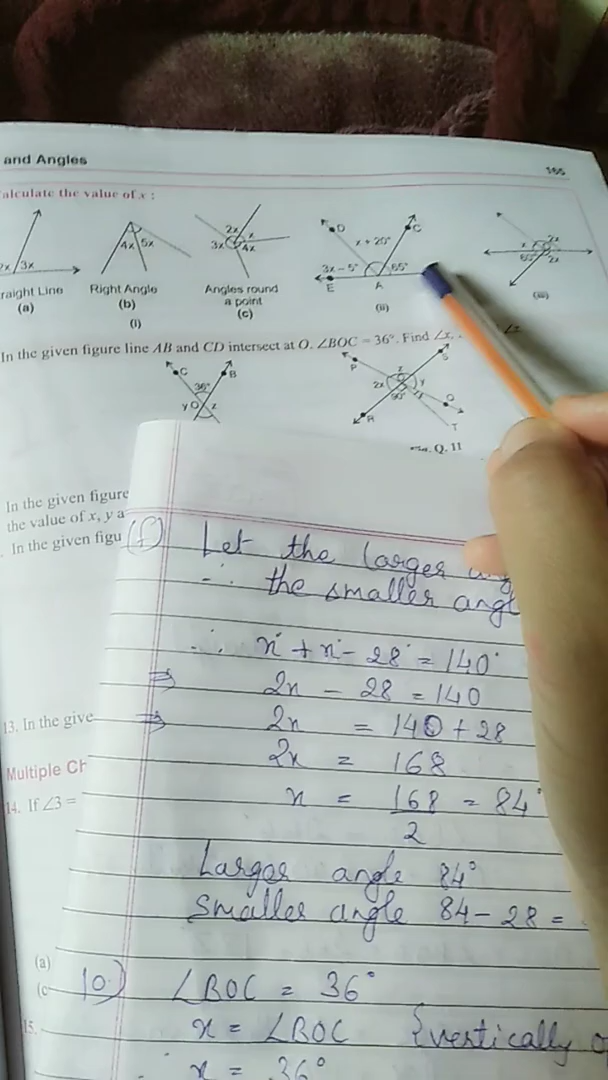 and Angles
165
alculate the value of x :
2x 3x
4x 5x
2x x
3x 4x
D C
x + 20°
3x – 5° 65°
E A
x 2x
60° 2x
raight Line
(a)
Right Angle
(b)
Angles round
a point
(c)
(i)
(ii)
(iii)
In the given figure line AB and CD intersect at O. ∠BOC = 36°. Find ∠x,
C B
36°
y O z
P S
z
2x y
90°
R Q
T
Q. 11
In the given figure
the value of x, y a
In the given figu
(f) Let the larger
∴ the smaller angl
∴ x° + x° – 28° = 140°
⇒ 2x – 28 = 140
⇒ 2x = 140 + 28
2x = 168
x = 168 = 84°
2
Larger angle 84°
Smaller angle 84 – 28 =
13. In the give
Multiple Ch
14. If ∠3 =
(a)
(c
10.) ∠BOC = 36°
15.
x = ∠BOC {vertically o
∴ x = 36°